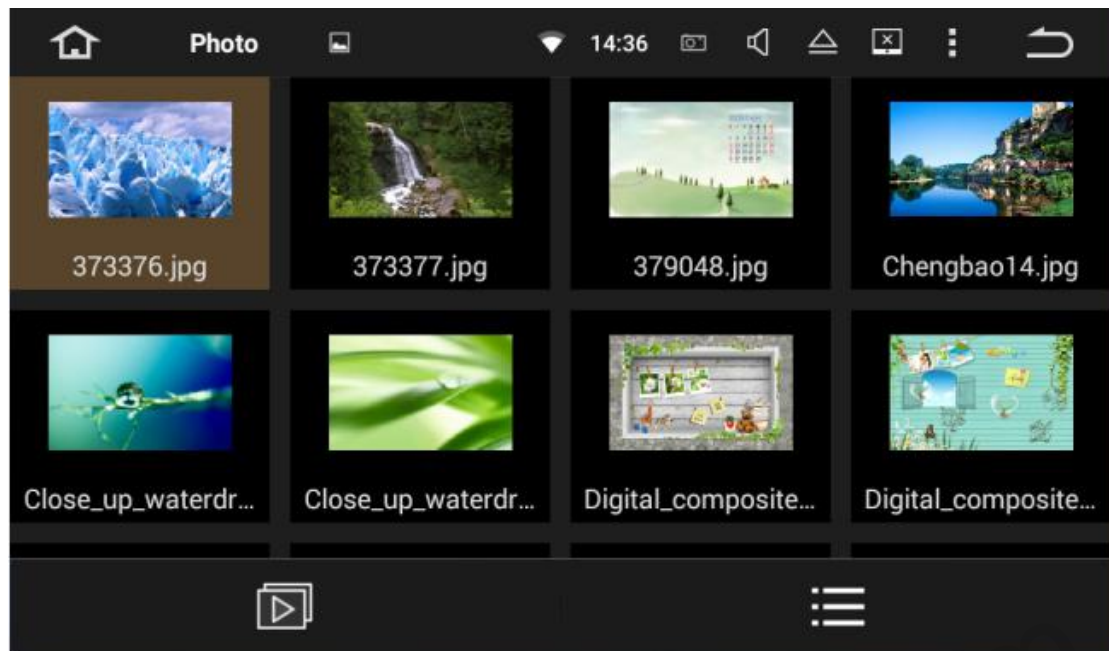 Photo 14:36
373376.jpg 373377.jpg 379048.jpg Chengbao14.jpg
Close_up_waterdr... Close_up_waterdr... Digital_composite... Digital_composite...